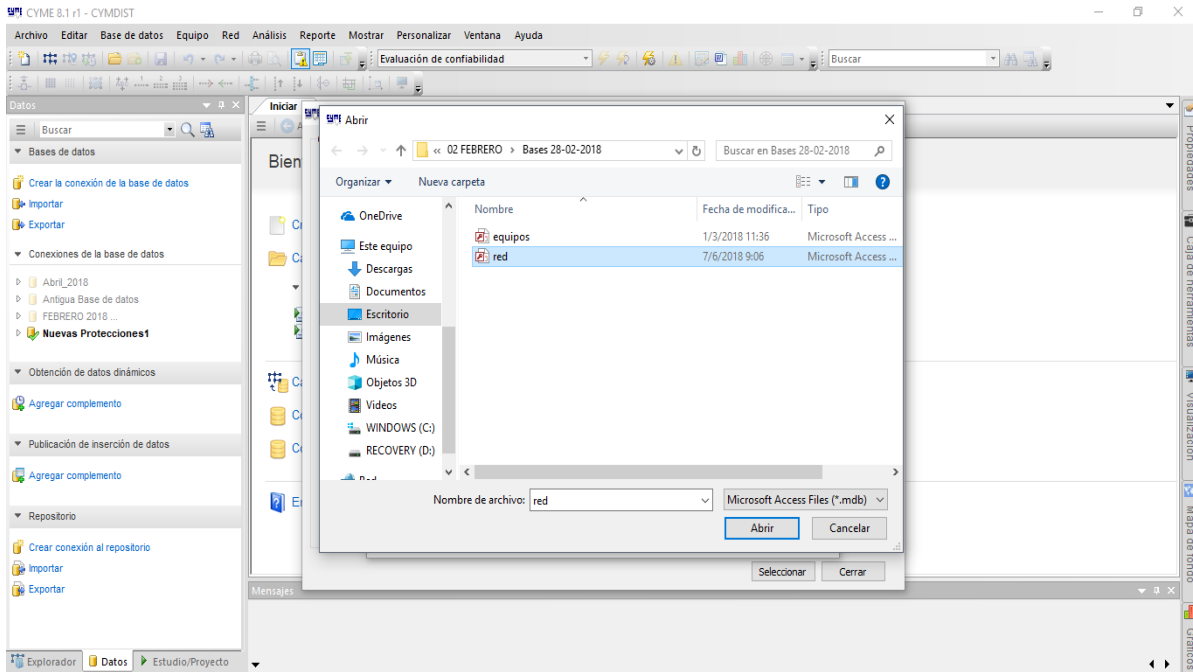 CYME 8.1 r1 - CYMDIST
Archivo Editar Base de datos Equipo Red Análisis Reporte Mostrar Personalizar Ventana Ayuda
Evaluación de confiabilidad
Buscar
Datos
Buscar
Bases de datos
Crear la conexión de la base de datos
Importar
Exportar
Conexiones de la base de datos
Abril_2018
Antigua Base de datos
FEBRERO 2018 ...
Nuevas Protecciones1
Obtención de datos dinámicos
Agregar complemento
Publicación de inserción de datos
Agregar complemento
Repositorio
Crear conexión al repositorio
Importar
Exportar
Explorador Datos Estudio/Proyecto
Iniciar
Bien
Abrir
« 02 FEBRERO > Bases 28-02-2018
Buscar en Bases 28-02-2018
Organizar Nueva carpeta
OneDrive
Este equipo
Descargas
Documentos
Escritorio
Imágenes
Música
Objetos 3D
Videos
WINDOWS (C:)
RECOVERY (D:)
Nombre Fecha de modifica... Tipo
equipos 1/3/2018 11:36 Microsoft Access ...
red 7/6/2018 9:06 Microsoft Access ...
Nombre de archivo: red Microsoft Access Files (*.mdb)
Abrir Cancelar
Seleccionar Cerrar
Mensajes
Propiedades
Caja de herramientas
Visualización
Mapa de fondo
Gráficos